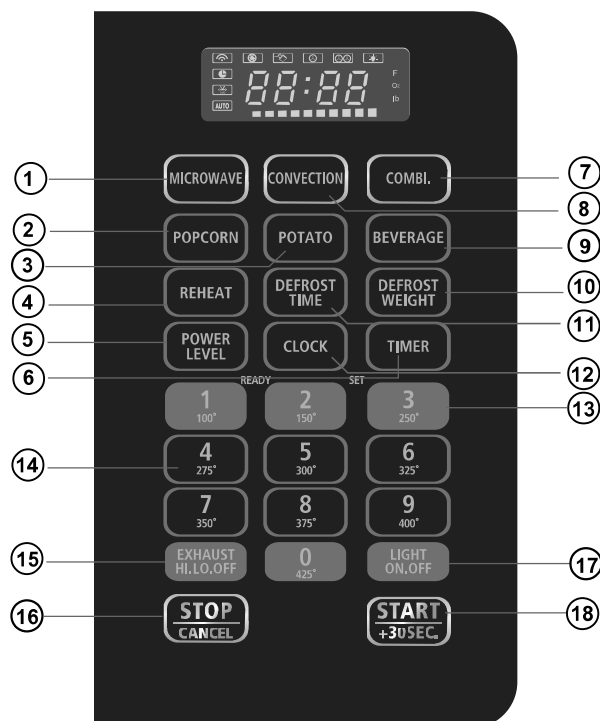 AUTO
88:88
F
Oz
lb
1
MICROWAVE
CONVECTION
COMBI.
7
8
2
POPCORN
POTATO
BEVERAGE
9
3
4
REHEAT
DEFROST
TIME
DEFROST
WEIGHT
10
11
5
POWER
LEVEL
CLOCK
TIMER
12
6
READY
SET
1
100°
2
150°
3
250°
13
14
4
275°
5
300°
6
325°
7
350°
8
375°
9
400°
15
EXHAUST
HI.LO.OFF
0
425°
LIGHT
ON.OFF
17
16
STOP
CANCEL
START
+30SEC.
18